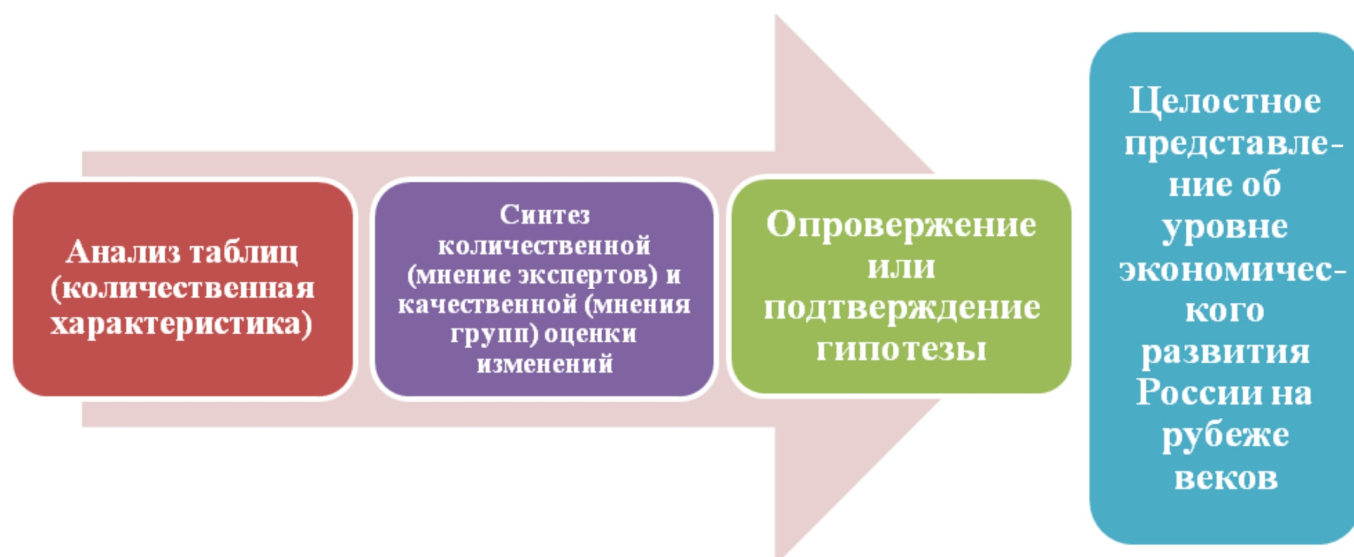 Анализ таблиц
(количественная
характеристика)
Синтез
количественной
(мнение экспертов) и
качественной (мнения
групп) оценки
изменений
Опровержение
или
подтверждение
гипотезы
Целостное
представле-
ние об
уровне
экономичес-
кого
развития
России на
рубеже
веков